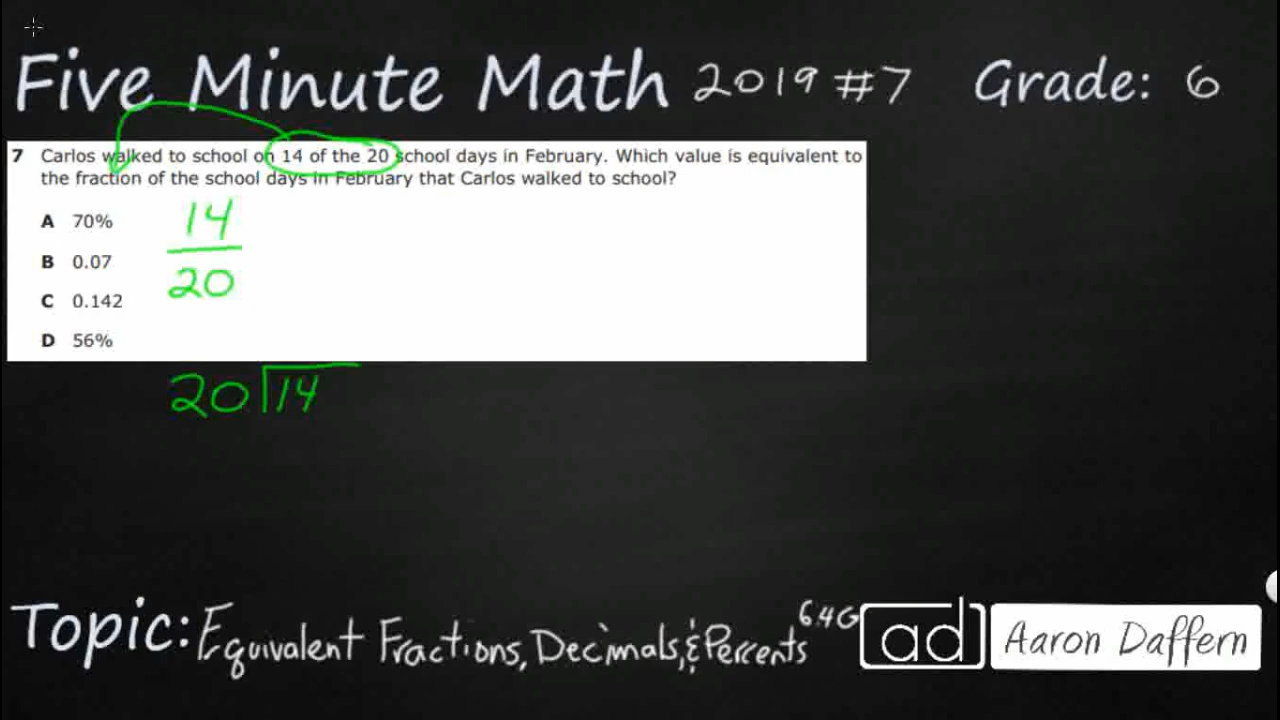 Five Minute Math 2019 #7 Grade: 6
7 Carlos walked to school on 14 of the 20 school days in February. Which value is equivalent to
the fraction of the school days in February that Carlos walked to school?
A 70%
B 0.07
C 0.142
D 56%
14
20
20 14
Topic: Equivalent Fractions, Decimals, & Percents 6.4G
ad Aaron Daffern